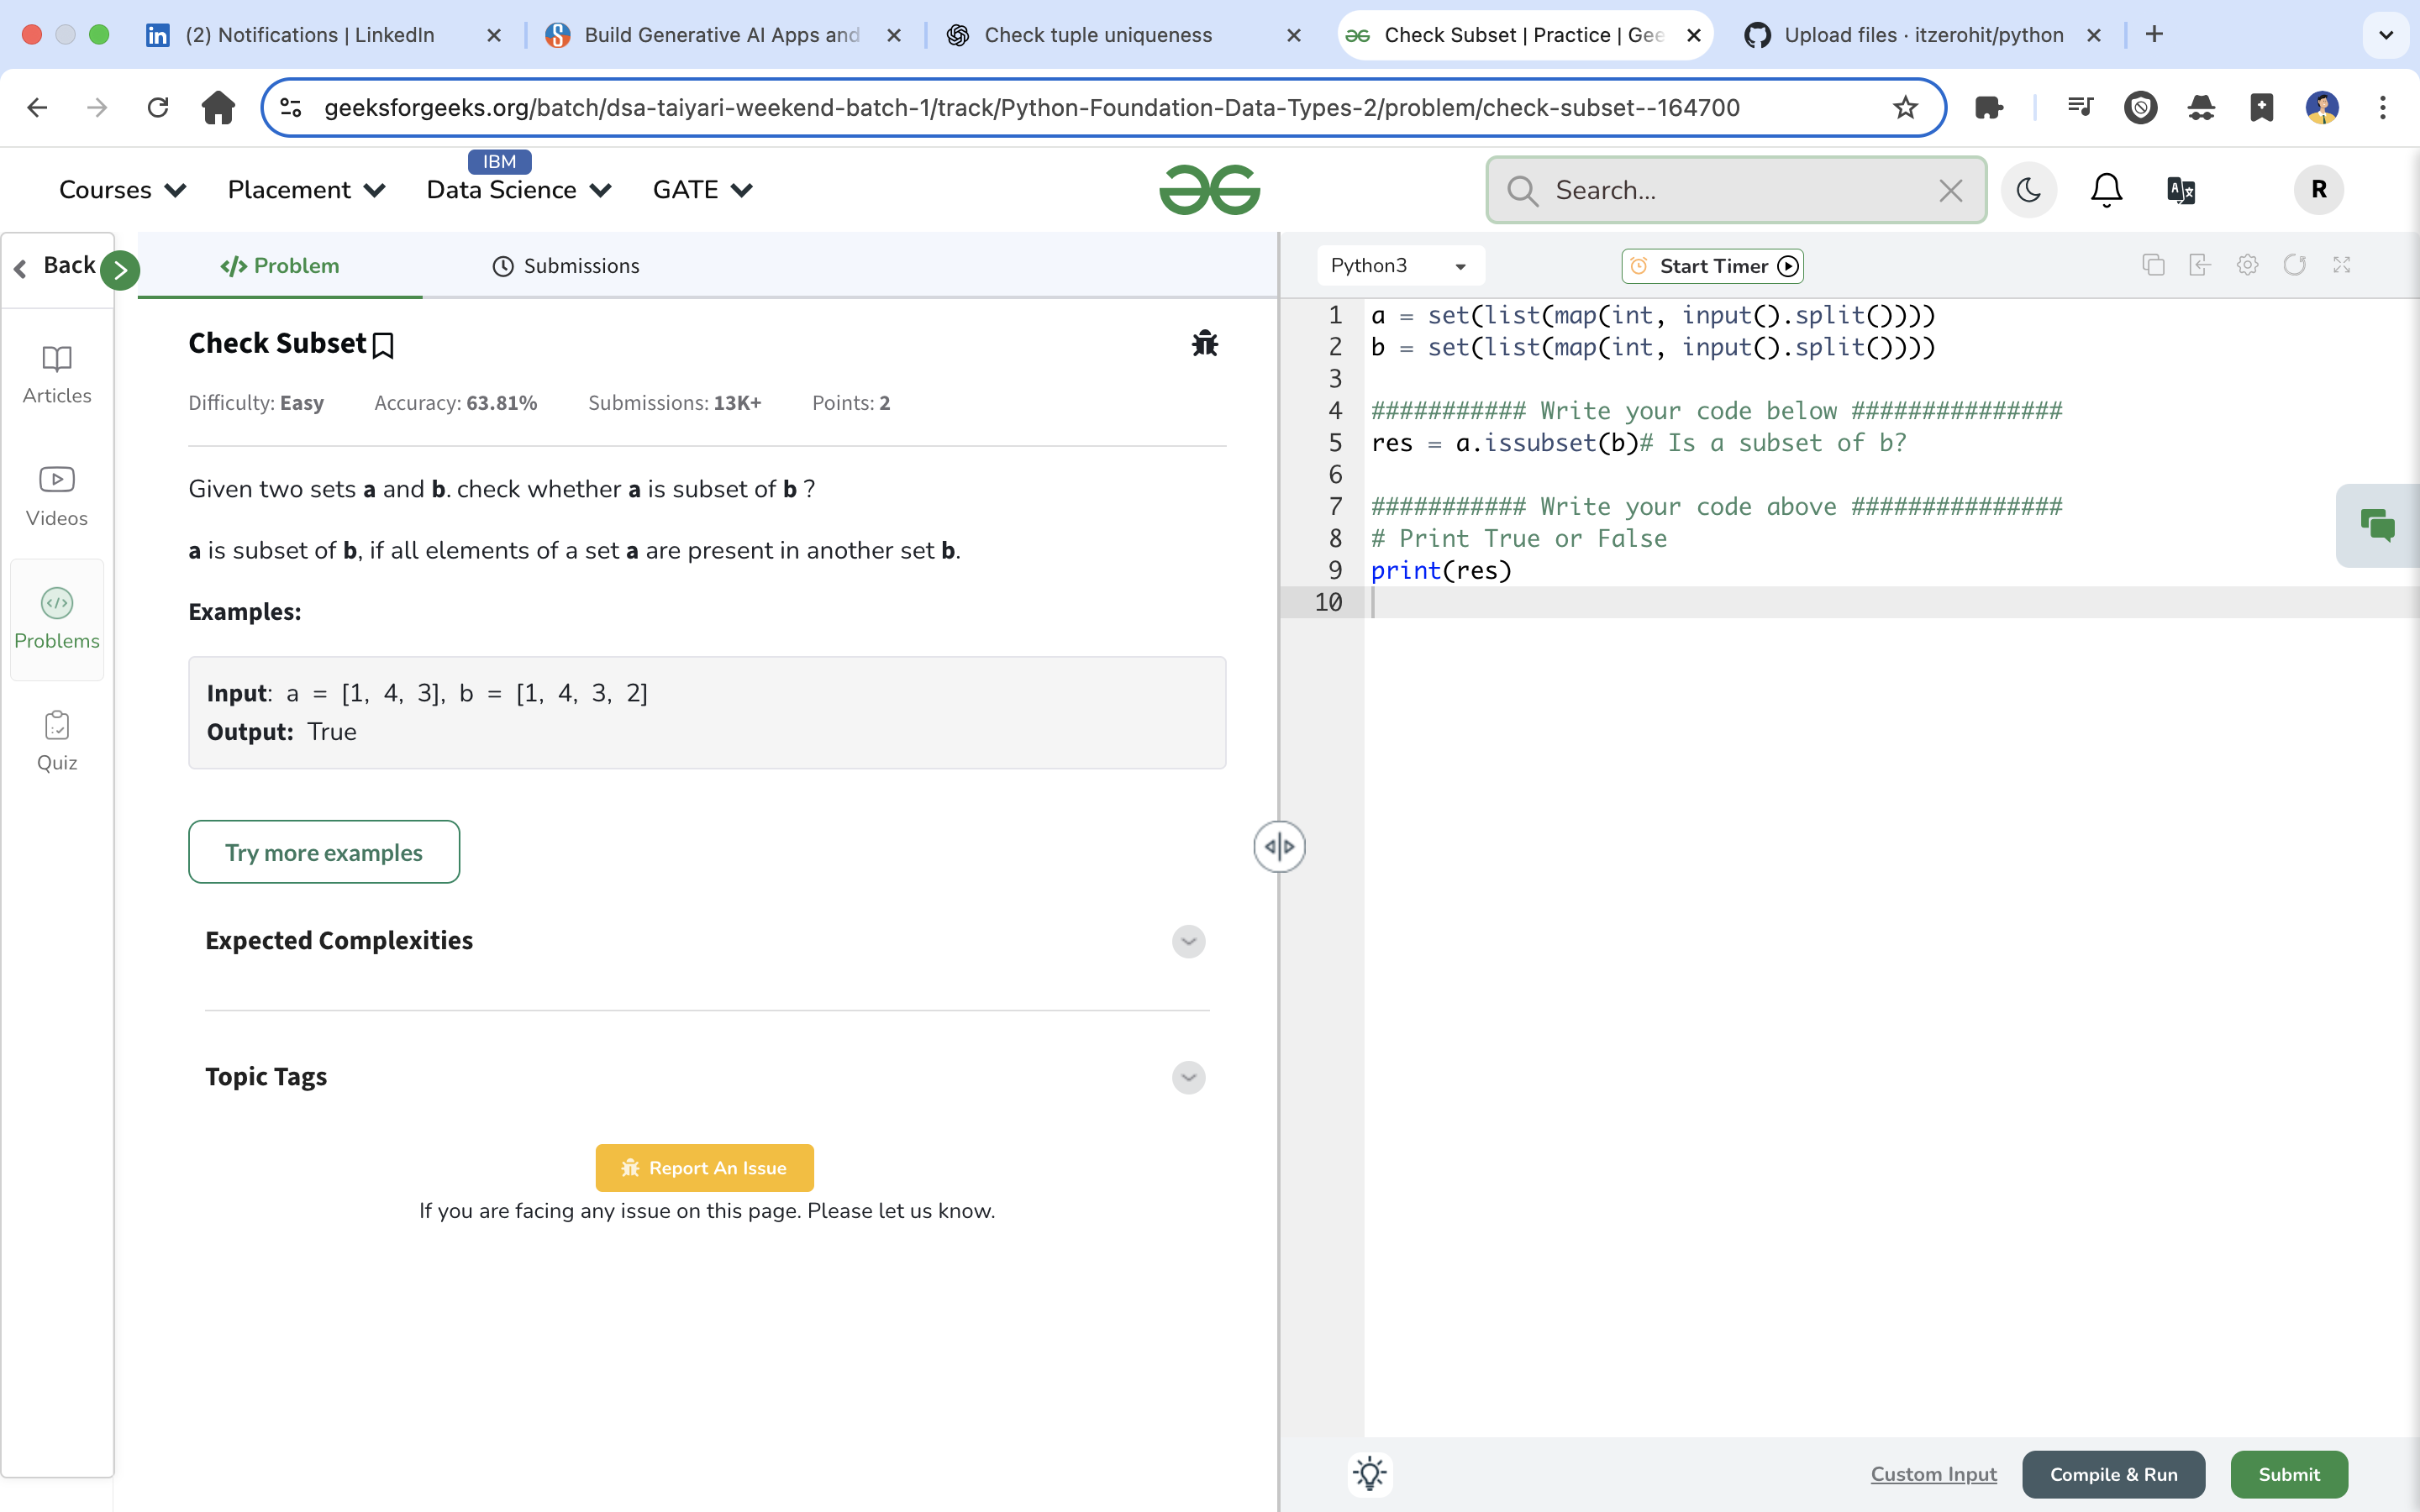 (2) Notifications | LinkedIn
Build Generative AI Apps and
Check tuple uniqueness
Check Subset | Practice | Gee
Upload files · itzerohit/python
geeksforgeeks.org/batch/dsa-taiyari-weekend-batch-1/track/Python-Foundation-Data-Types-2/problem/check-subset--164700
Courses
Placement
IBM
Data Science
GATE
Search...
R
Back
Articles
Videos
Problems
Quiz
</> Problem
Submissions
Check Subset
Difficulty: Easy Accuracy: 63.81% Submissions: 13K+ Points: 2
Given two sets a and b. check whether a is subset of b ?
a is subset of b, if all elements of a set a are present in another set b.
Examples:
Input: a = [1, 4, 3], b = [1, 4, 3, 2]
Output: True
Try more examples
Expected Complexities
Topic Tags
Report An Issue
If you are facing any issue on this page. Please let us know.
Python3
Start Timer
1 a = set(list(map(int, input().split())))
2 b = set(list(map(int, input().split())))
3
4 ########### Write your code below ###############
5 res = a.issubset(b)# Is a subset of b?
6
7 ########### Write your code above ###############
8 # Print True or False
9 print(res)
10
Custom Input
Compile & Run
Submit